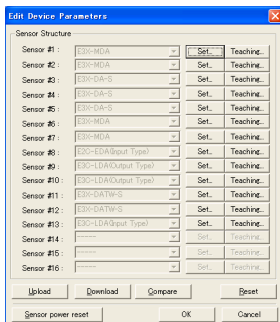 Edit Device Parameters
Sensor Structure
Sensor #1 : E3X-MDA Set... Teaching...
Sensor #2 : E3X-MDA Set... Teaching...
Sensor #3 : E3X-DA-S Set... Teaching...
Sensor #4 : E3X-DA-S Set... Teaching...
Sensor #5 : E3X-DA-S Set... Teaching...
Sensor #6 : E3X-MDA Set... Teaching...
Sensor #7 : E3X-MDA Set... Teaching...
Sensor #8 : E3C-EDA(Input Type) Set... Teaching...
Sensor #9 : E3C-LDA(Output Type) Set... Teaching...
Sensor #10 : E3C-LDA(Output Type) Set... Teaching...
Sensor #11 : E3X-DATW-S Set... Teaching...
Sensor #12 : E3X-DATW-S Set... Teaching...
Sensor #13 : E3C-LDA(Input Type) Set... Teaching...
Sensor #14 : ----- Set... Teaching...
Sensor #15 : ----- Set... Teaching...
Sensor #16 : ----- Set... Teaching...
Upload Download Compare Reset
Sensor power reset OK Cancel